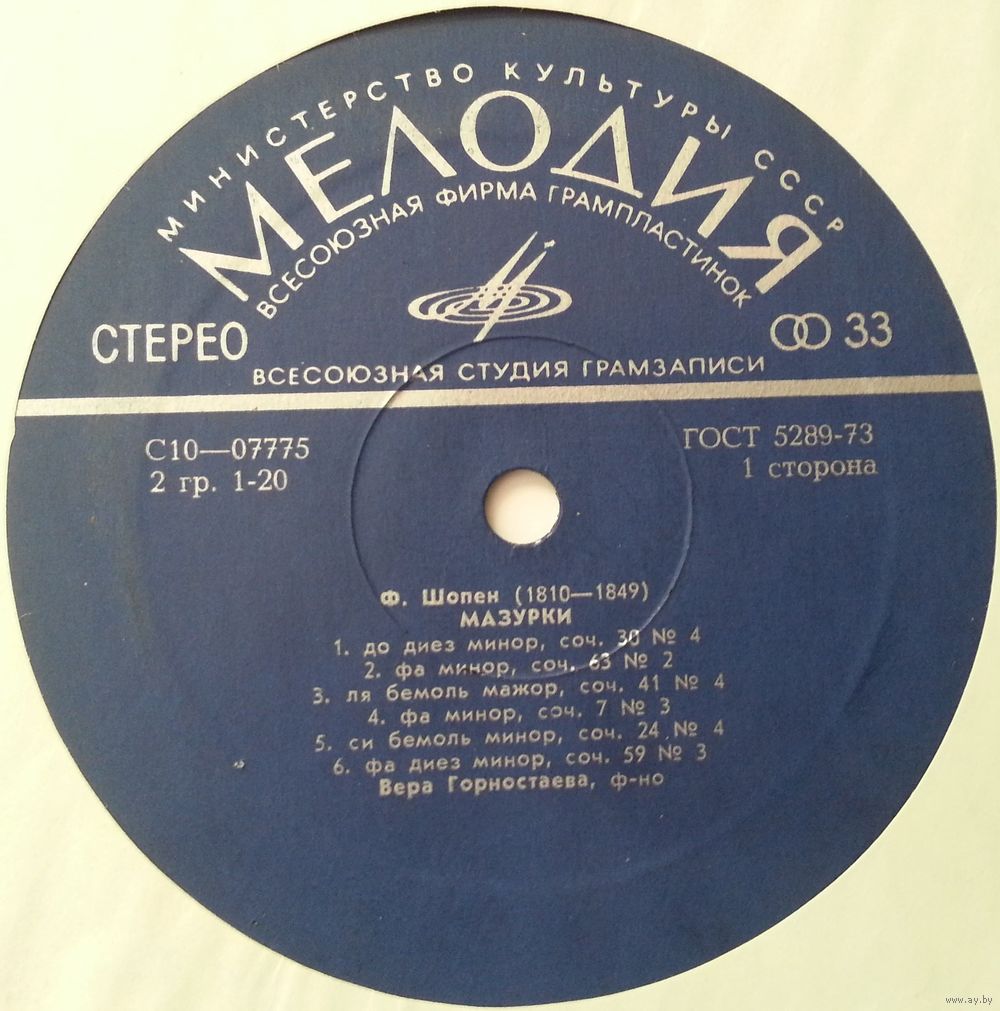 МИНИСТЕРСТВО КУЛЬТУРЫ СССР
МЕЛОДИЯ
ВСЕСОЮЗНАЯ ФИРМА ГРАМПЛАСТИНОК
СТЕРЕО
33
ВСЕСОЮЗНАЯ СТУДИЯ ГРАМЗАПИСИ
С10—07775
2 гр. 1-20
ГОСТ 5289-73
1 сторона
Ф. Шопен (1810—1849)
МАЗУРКИ
1. до диез минор, соч. 30 № 4
2. фа минор, соч. 63 № 2
3. ля бемоль мажор, соч. 41 № 4
4. фа минор, соч. 7 № 3
5. си бемоль минор, соч. 24 № 4
6. фа диез минор, соч. 59 № 3
Вера Горностаева, ф-но
www.ay.by